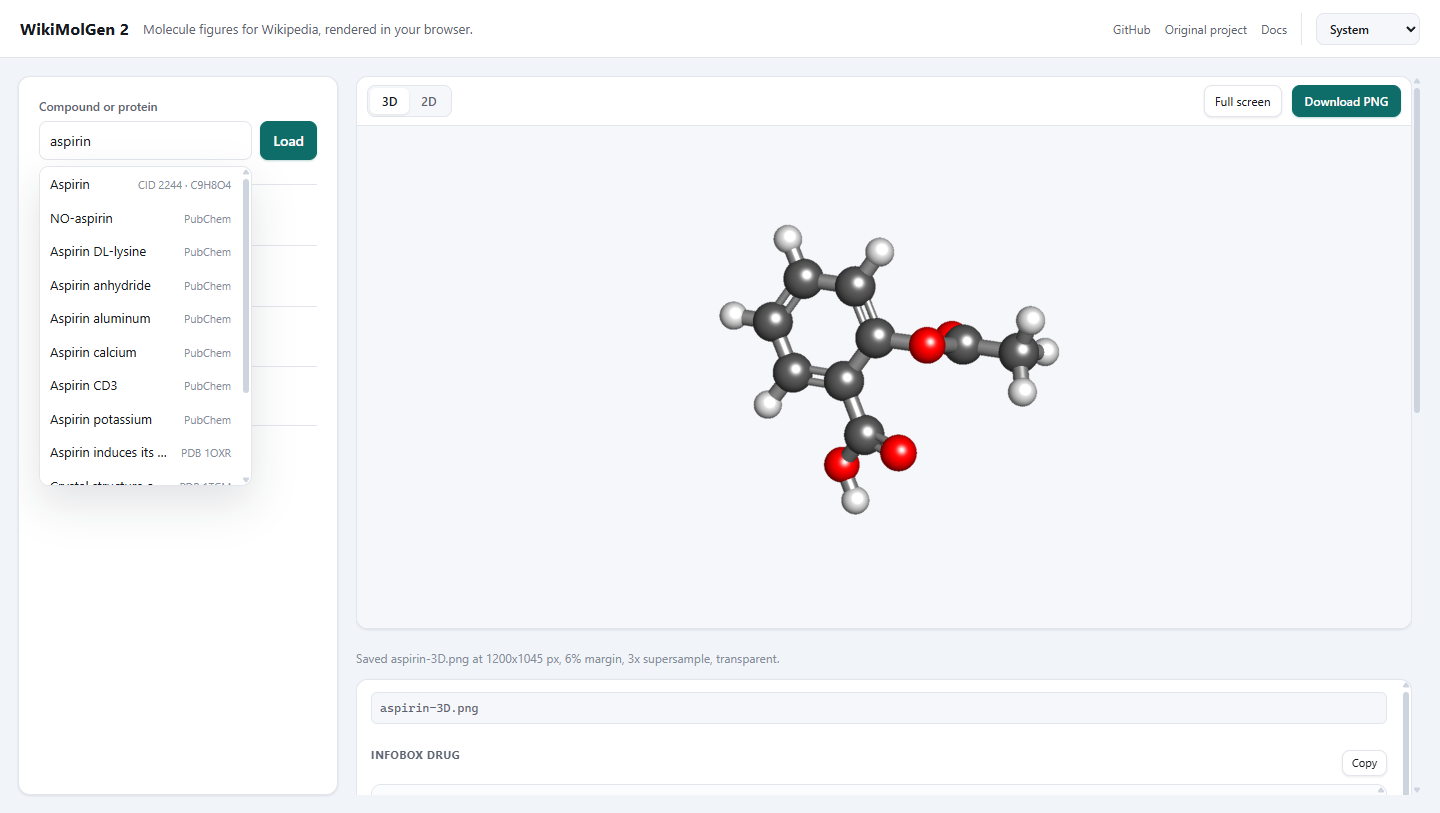 WikiMolGen 2 Molecule figures for Wikipedia, rendered in your browser. GitHub Original project Docs System
Compound or protein
aspirin Load
Aspirin CID 2244 · C9H8O4
NO-aspirin PubChem
Aspirin DL-lysine PubChem
Aspirin anhydride PubChem
Aspirin aluminum PubChem
Aspirin calcium PubChem
Aspirin CD3 PubChem
Aspirin potassium PubChem
Aspirin induces its ... PDB 1OXR
3D 2D Full screen Download PNG
Saved aspirin-3D.png at 1200x1045 px, 6% margin, 3x supersample, transparent.
aspirin-3D.png
INFOBOX DRUG
Copy